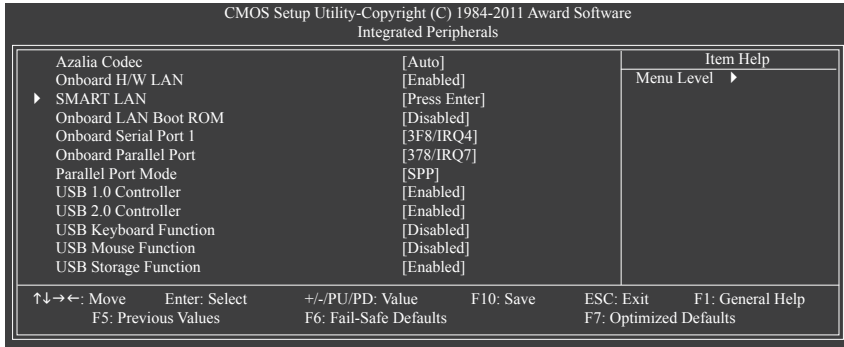 CMOS Setup Utility-Copyright (C) 1984-2011 Award Software
Integrated Peripherals
Azalia Codec [Auto] Item Help
Onboard H/W LAN [Enabled] Menu Level ▶
▶ SMART LAN [Press Enter]
Onboard LAN Boot ROM [Disabled]
Onboard Serial Port 1 [3F8/IRQ4]
Onboard Parallel Port [378/IRQ7]
Parallel Port Mode [SPP]
USB 1.0 Controller [Enabled]
USB 2.0 Controller [Enabled]
USB Keyboard Function [Disabled]
USB Mouse Function [Disabled]
USB Storage Function [Enabled]
↑↓→←: Move Enter: Select +/-/PU/PD: Value F10: Save ESC: Exit F1: General Help
F5: Previous Values F6: Fail-Safe Defaults F7: Optimized Defaults